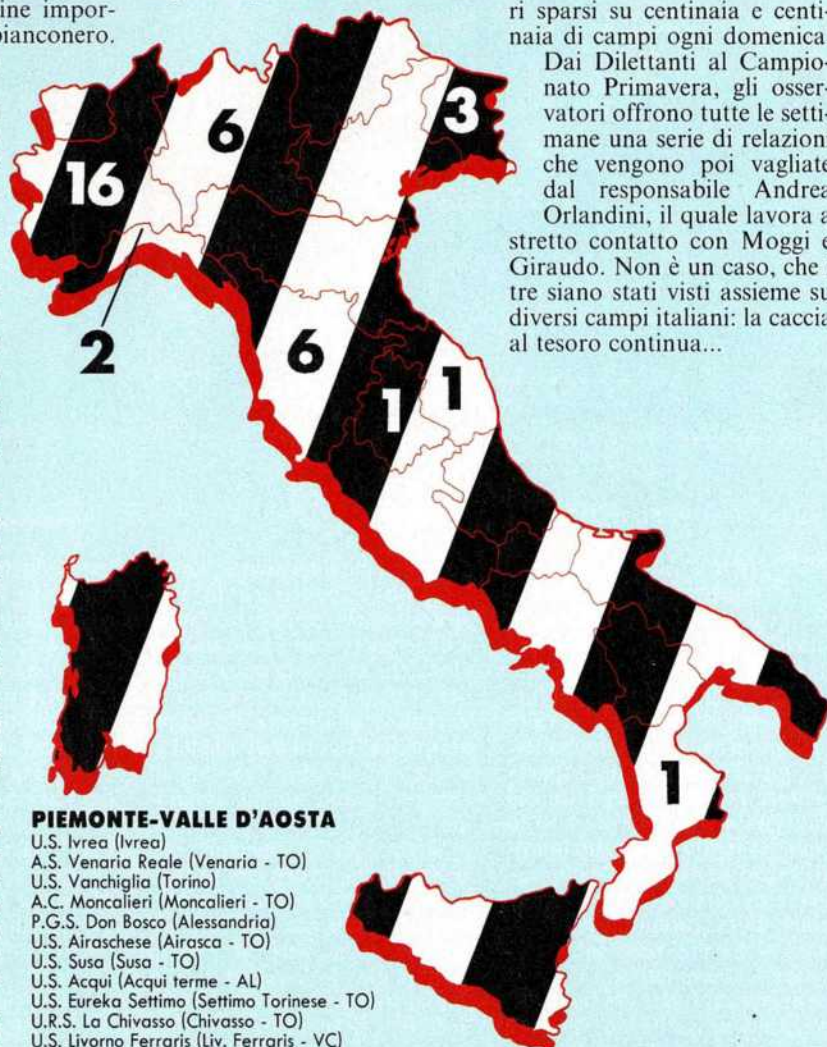 ine impor-
bianconero.
ri sparsi su centinaia e centi-
naia di campi ogni domenica
Dai Dilettanti al Campio-
nato Primavera, gli osser-
vatori offrono tutte le setti-
mane una serie di relazioni
che vengono poi vagliate
dal responsabile Andrea
Orlandini, il quale lavora a
stretto contatto con Moggi e
Giraudo. Non è un caso, che
tre siano stati visti assieme su
diversi campi italiani: la caccia
al tesoro continua...
6
3
16
2
6
1
1
1
PIEMONTE-VALLE D'AOSTA
U.S. Ivrea (Ivrea)
A.S. Venaria Reale (Venaria - TO)
U.S. Vanchiglia (Torino)
A.C. Moncalieri (Moncalieri - TO)
P.G.S. Don Bosco (Alessandria)
U.S. Airaschese (Airasca - TO)
U.S. Susa (Susa - TO)
U.S. Acqui (Acqui terme - AL)
U.S. Eureka Settimo (Settimo Torinese - TO)
U.R.S. La Chivasso (Chivasso - TO)
U.S. Livorno Ferraris (Liv. Ferraris - VC)